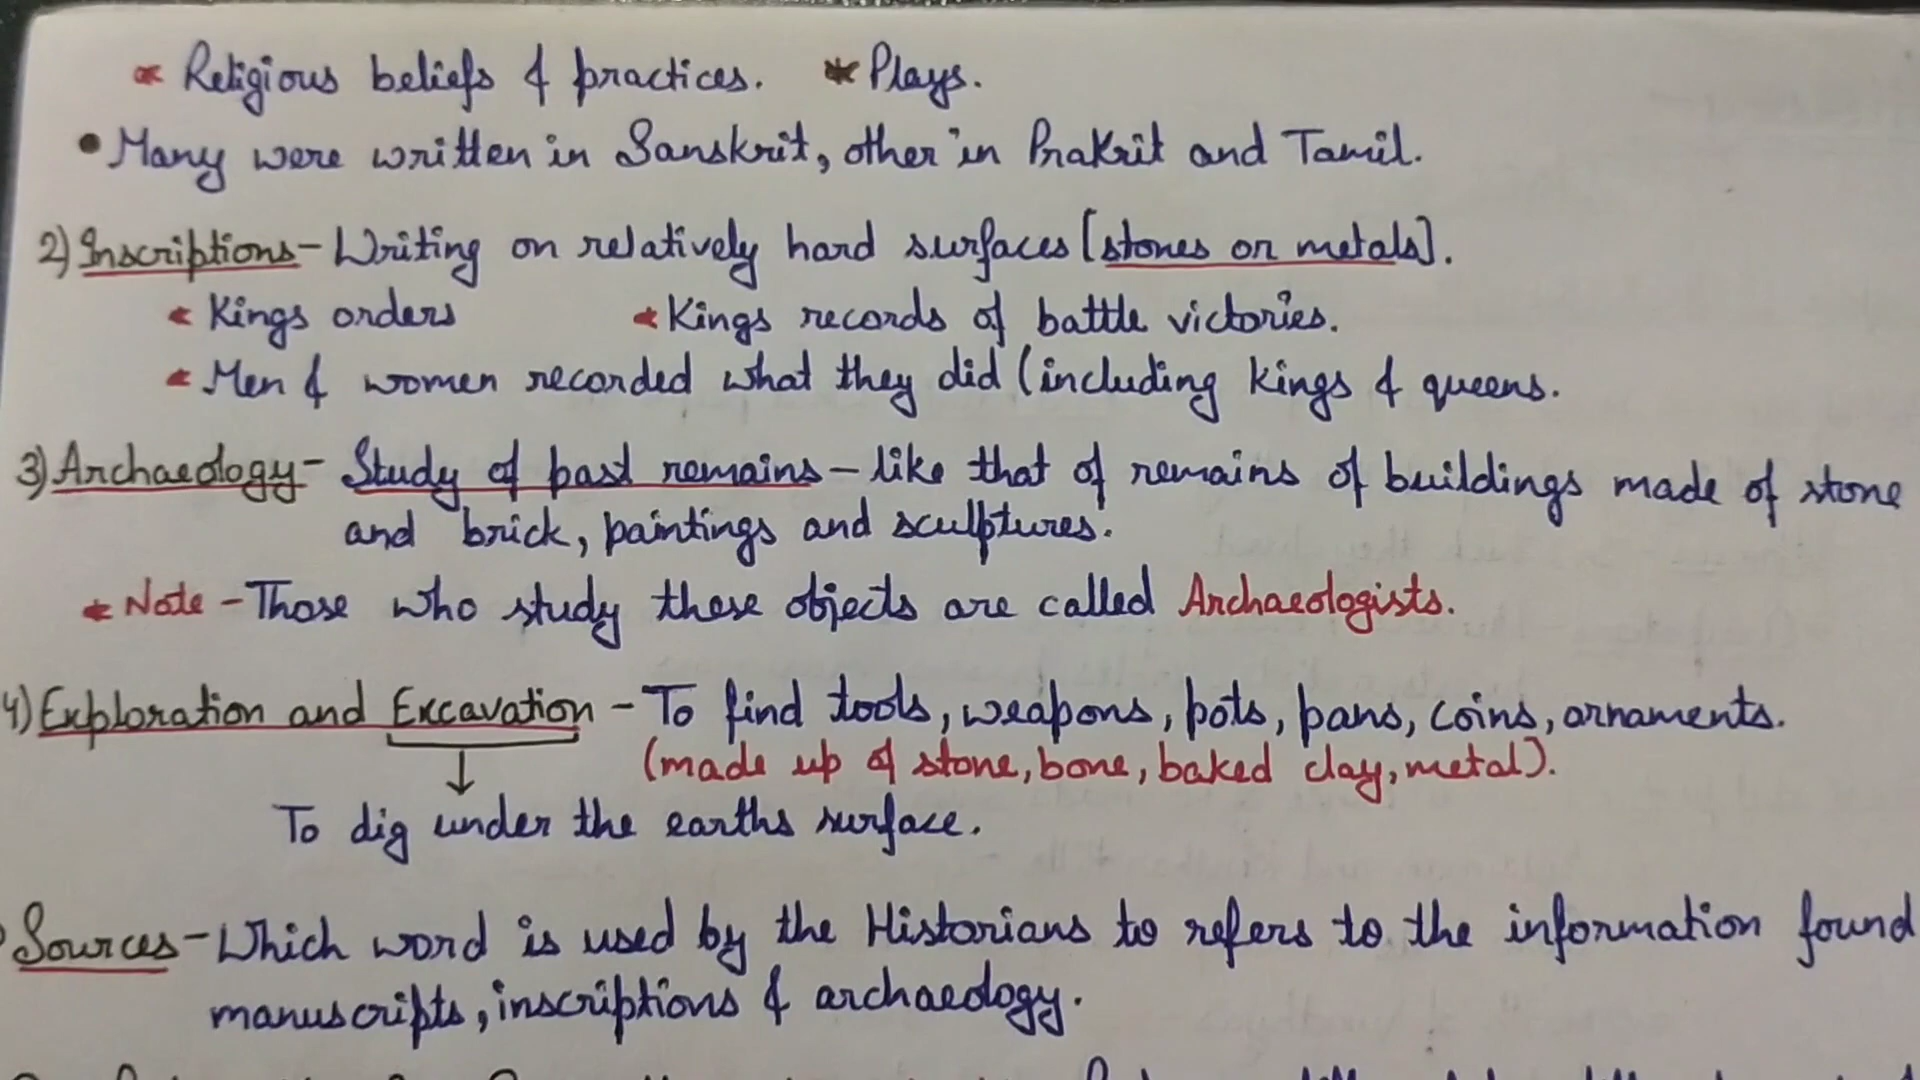 * Religious beliefs & practices. * Plays.
• Many were written in Sanskrit, other in Prakrit and Tamil.
2) Inscriptions - Writing on relatively hard surfaces [stones or metals].
* Kings orders * Kings records of battle victories.
* Men & women recorded what they did (including kings & queens.
3) Archaeology - Study of past remains - like that of remains of buildings made of stone
and brick, paintings and sculptures.
* Note - Those who study these objects are called Archaeologists.
4) Exploration and Excavation - To find tools, weapons, pots, pans, coins, ornaments.
(made up of stone, bone, baked clay, metal).
To dig under the earths surface.
Sources - Which word is used by the Historians to refers to the information found
manuscripts, inscriptions & archaeology.